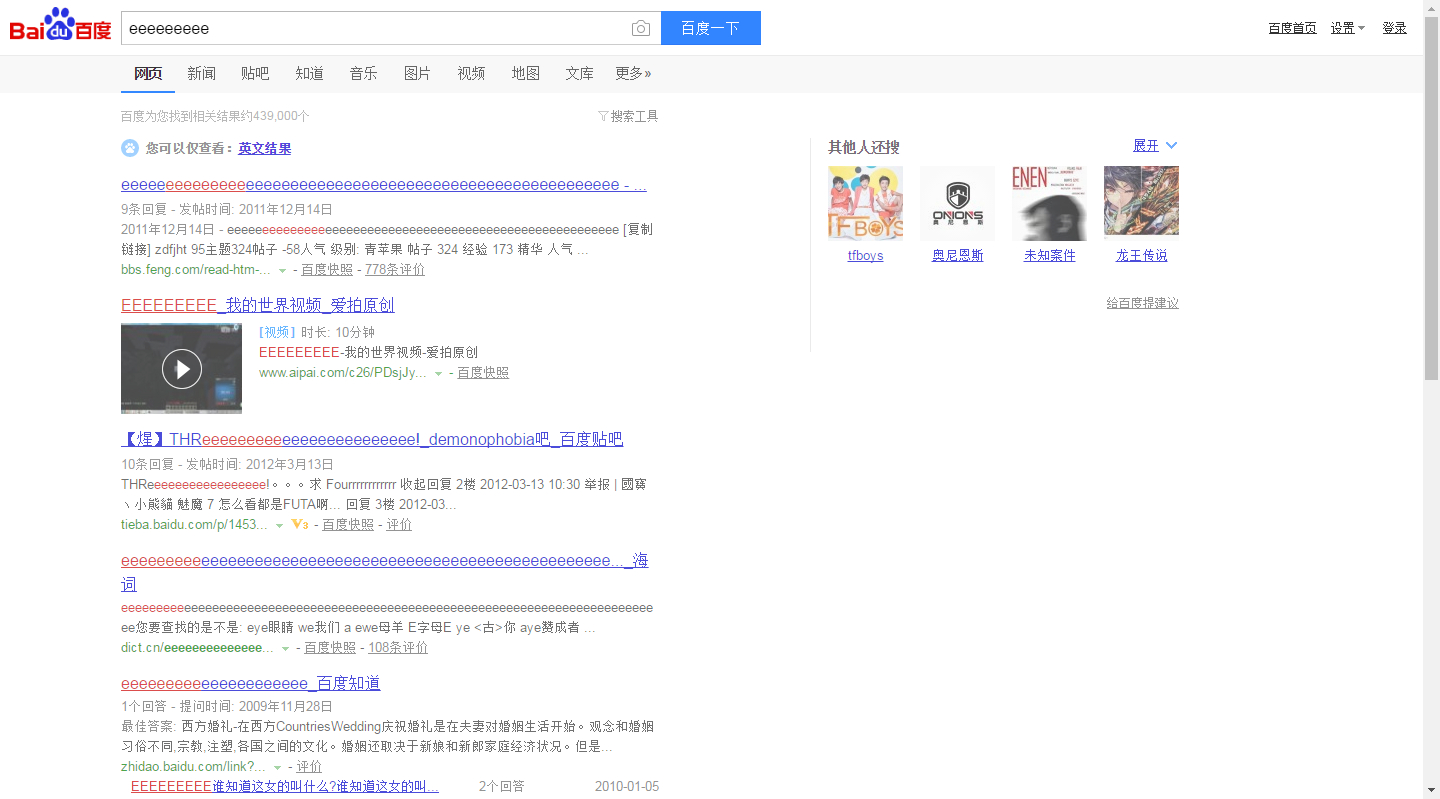 Bai du 百度
eeeeeeeee
百度一下
百度首页 设置 登录
网页 新闻 贴吧 知道 音乐 图片 视频 地图 文库 更多»
百度为您找到相关结果约439,000个
搜索工具
您可以仅查看：英文结果
9条回复 - 发帖时间: 2011年12月14日
链接] zdfjht 95主题324帖子 -58人气 级别: 青苹果 帖子 324 经验 173 精华 人气 ...
bbs.feng.com/read-htm-... - 百度快照 - 778条评价
EEEEEEEEE_我的世界视频_爱拍原创
[视频] 时长: 10分钟
EEEEEEEEE-我的世界视频-爱拍原创
www.aipai.com/c26/PDsjJy... - 百度快照
【煋】THReeeeeeeeeeeeeeeeeeeeeeee!_demonophobia吧_百度贴吧
10条回复 - 发帖时间: 2012年3月13日
THReeeeeeeeeeeeeeeee!。。。求 Fourrrrrrrrrrrr 收起回复 2楼 2012-03-13 10:30 举报 | 國寳
丶小熊貓 魅魔 7 怎么看都是FUTA啊... 回复 3楼 2012-03...
tieba.baidu.com/p/1453... V3 - 百度快照 - 评价
ee您要查找的是不是: eye眼睛 we我们 a ewe母羊 E字母E ye <古>你 aye赞成者 ...
dict.cn/eeeeeeeeeeeeee... - 百度快照 - 108条评价
eeeeeeeeeeeeeeeeeeeee_百度知道
1个回答 - 提问时间: 2009年11月28日
最佳答案: 西方婚礼-在西方CountriesWedding庆祝婚礼是在夫妻对婚姻生活开始。观念和婚姻
习俗不同,宗教,注塑,各国之间的文化。婚姻还取决于新娘和新郎家庭经济状况。但是...
zhidao.baidu.com/link?... - 评价
EEEEEEEEE谁知道这女的叫什么?谁知道这女的叫... 2个回答 2010-01-05
其他人还搜 展开
TFBOYS
ONIONS
奥尼恩斯
ENEN
tfboys 奥尼恩斯 未知案件 龙王传说
给百度提建议